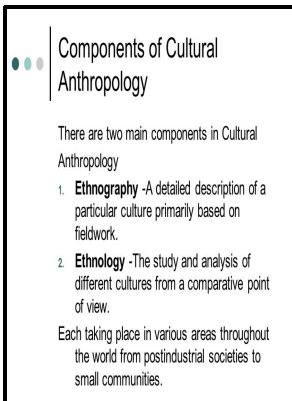 Components of Cultural
Anthropology
There are two main components in Cultural
Anthropology
1. Ethnography -A detailed description of a
particular culture primarily based on
fieldwork.
2. Ethnology -The study and analysis of
different cultures from a comparative point
of view.
Each taking place in various areas throughout
the world from postindustrial societies to
small communities.